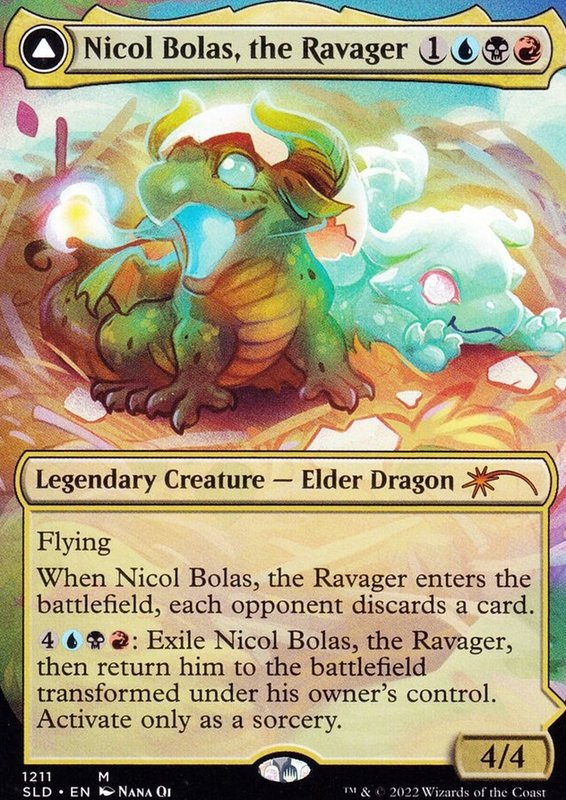 Nicol Bolas, the Ravager 1
Legendary Creature — Elder Dragon
Flying
When Nicol Bolas, the Ravager enters the
battlefield, each opponent discards a card.
4: Exile Nicol Bolas, the Ravager,
then return him to the battlefield
transformed under his owner's control.
Activate only as a sorcery.
4/4
1211 M
SLD • EN Nana Qi
™ & © 2022 Wizards of the Coast